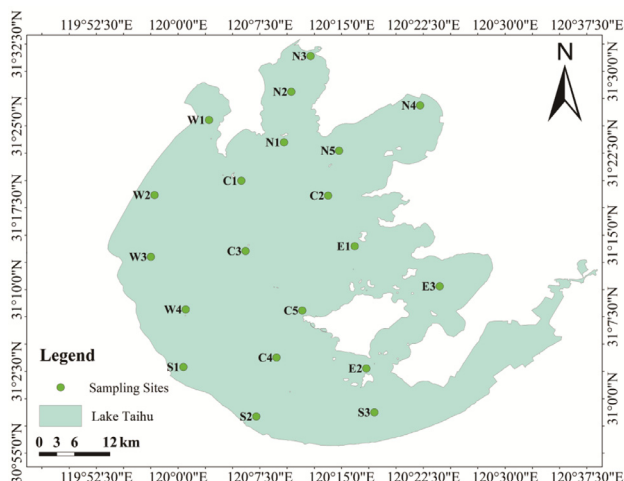 119°52'30"E 120°0'0"E 120°7'30"E 120°15'0"E 120°22'30"E 120°30'0"E 120°37'30"E
31°32'30"N
31°25'0"N
31°17'30"N
31°10'0"N
31°2'30"N
30°55'0"N
N3
N2
N4
W1
N1
N5
C1
W2
C2
E1
C3
W3
E3
W4
C5
C4
S1
E2
S2
S3
N
31°30'0"N
31°22'30"N
31°15'0"N
31°7'30"N
31°0'0"N
Legend
Sampling Sites
Lake Taihu
0 3 6 12 km
119°52'30"E 120°0'0"E 120°7'30"E 120°15'0"E 120°22'30"E 120°30'0"E 120°37'30"E